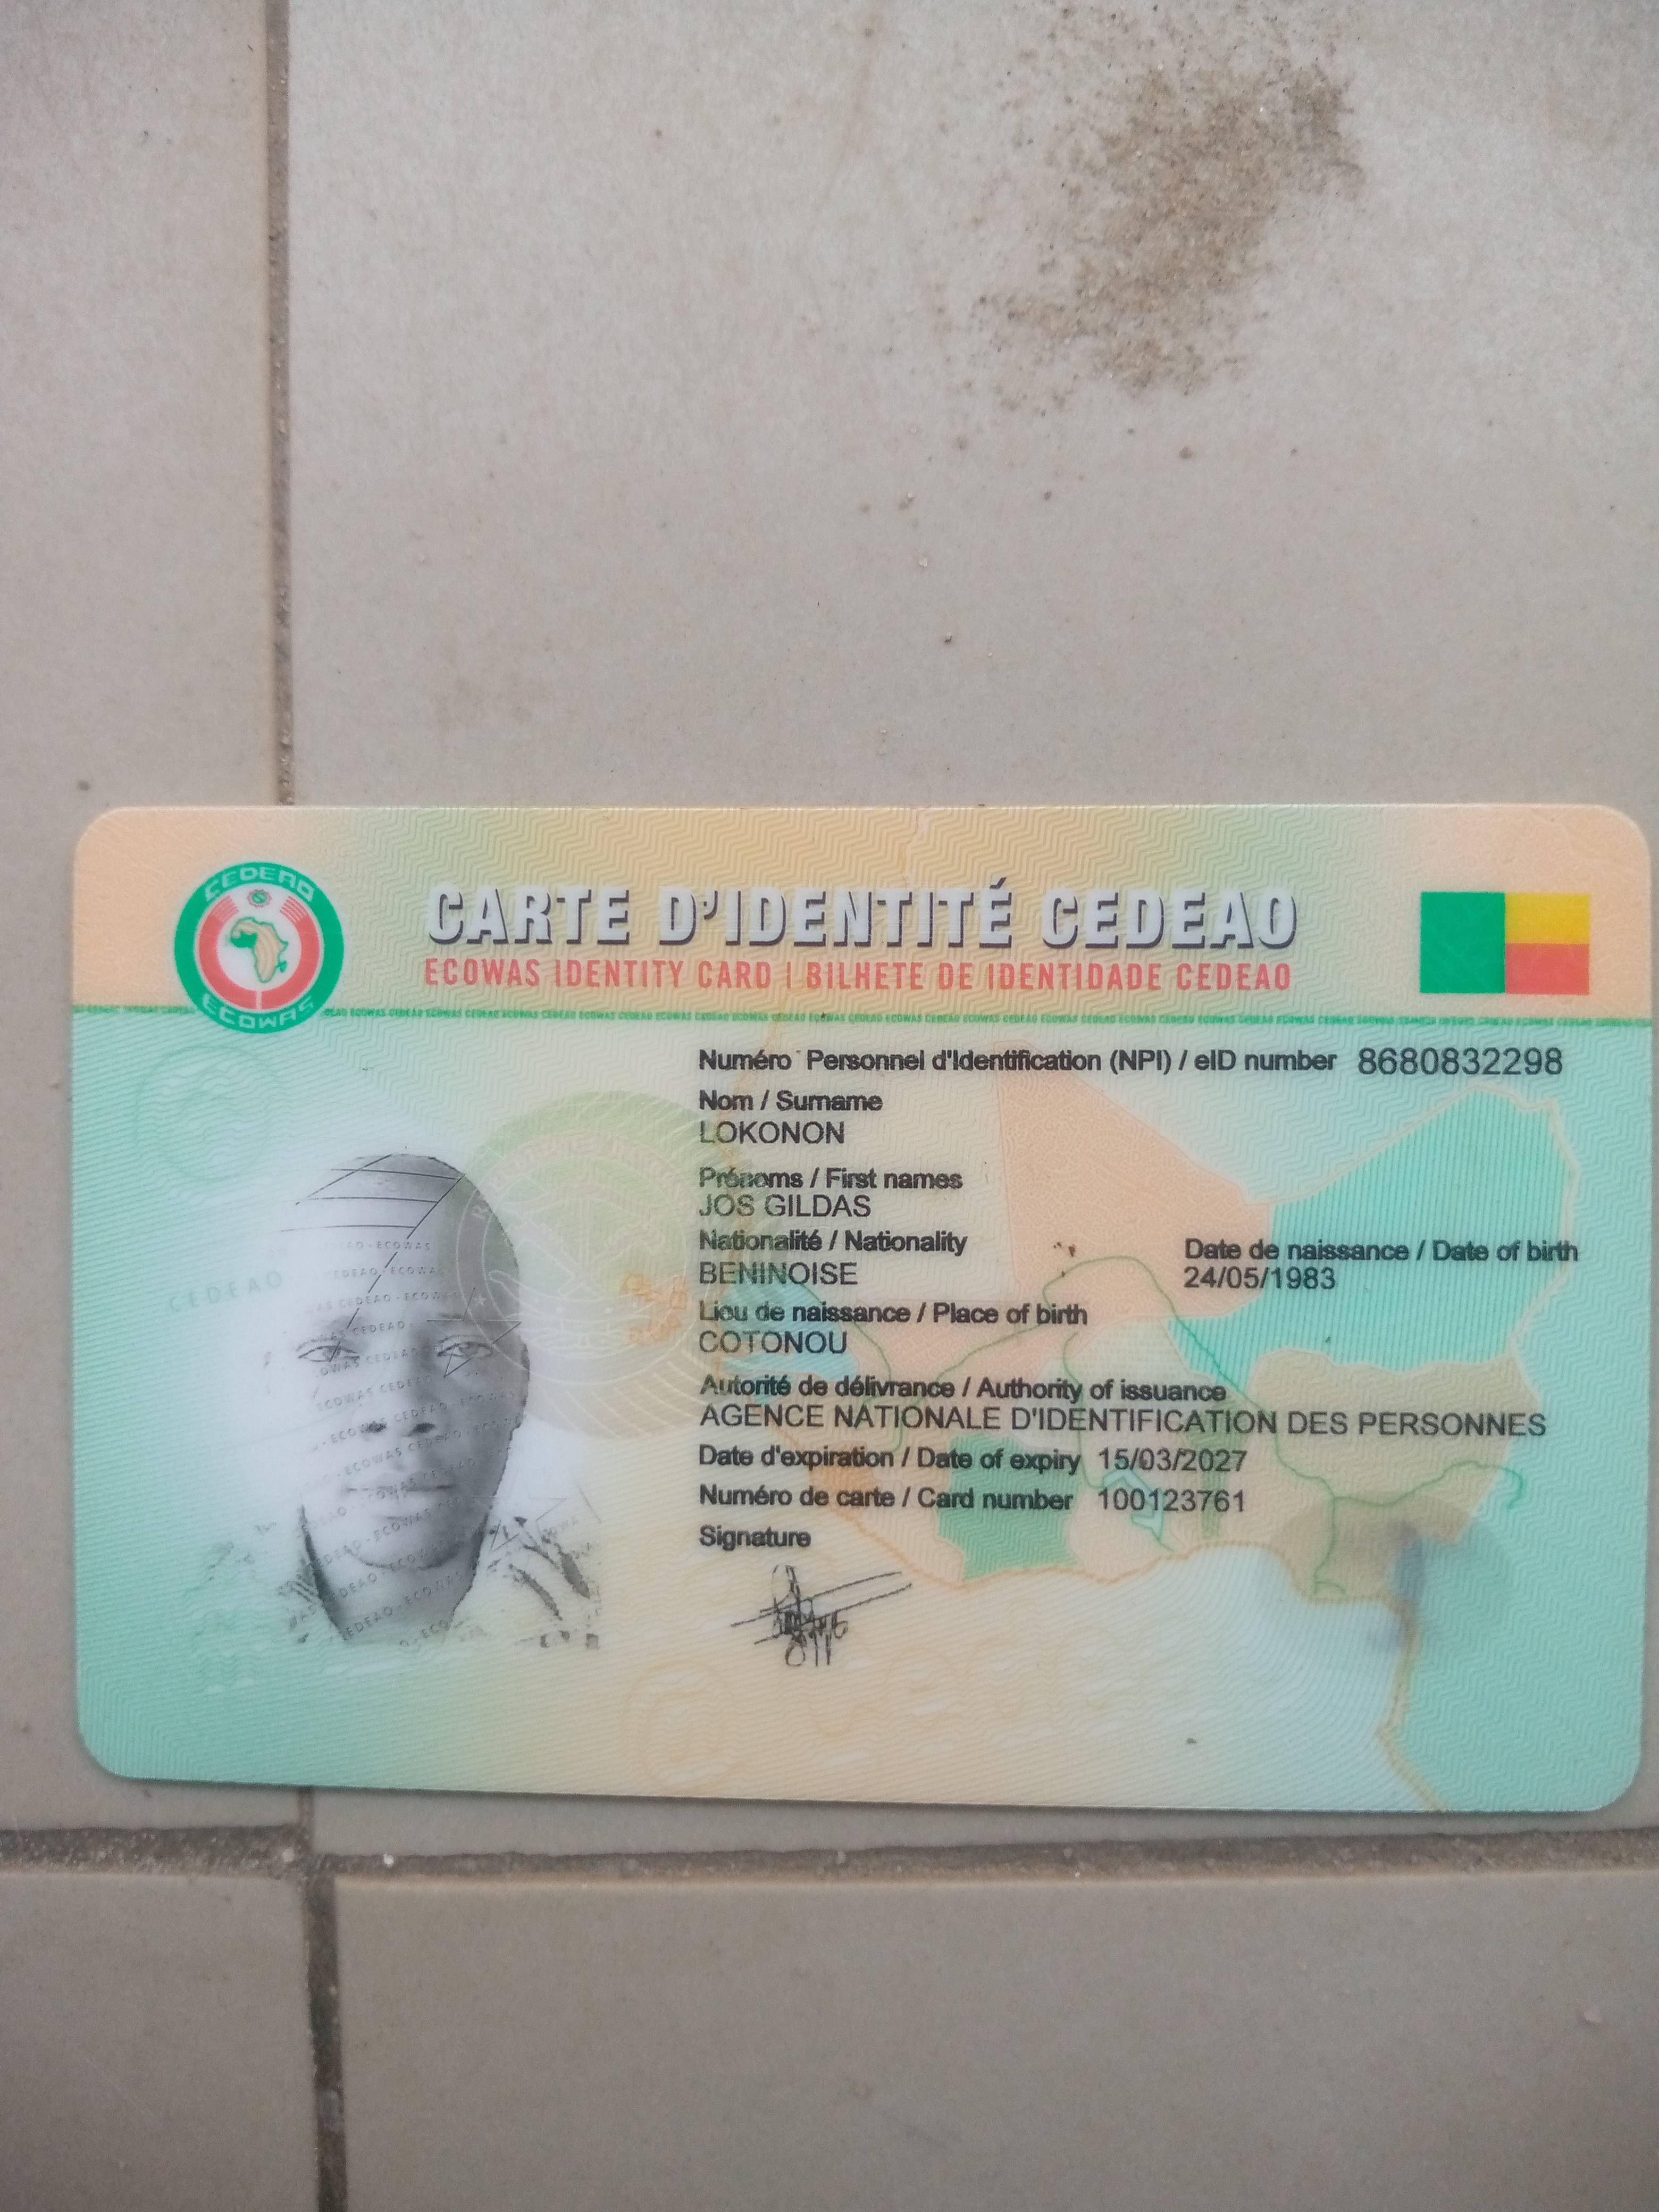 CEDEAO
ECOWAS
CARTE D'IDENTITÉ CEDEAO
ECOWAS IDENTITY CARD | BILHETE DE IDENTIDADE CEDEAO
Numéro Personnel d'Identification (NPI) / eID number 8680832298
Nom / Surname
LOKONON
Prénoms / First names
JOS GILDAS
Nationalité / Nationality
BENINOISE
Date de naissance / Date of birth
24/05/1983
Lieu de naissance / Place of birth
COTONOU
Autorité de délivrance / Authority of issuance
AGENCE NATIONALE D'IDENTIFICATION DES PERSONNES
Date d'expiration / Date of expiry 15/03/2027
Numéro de carte / Card number 100123761
Signature
CEDEAO